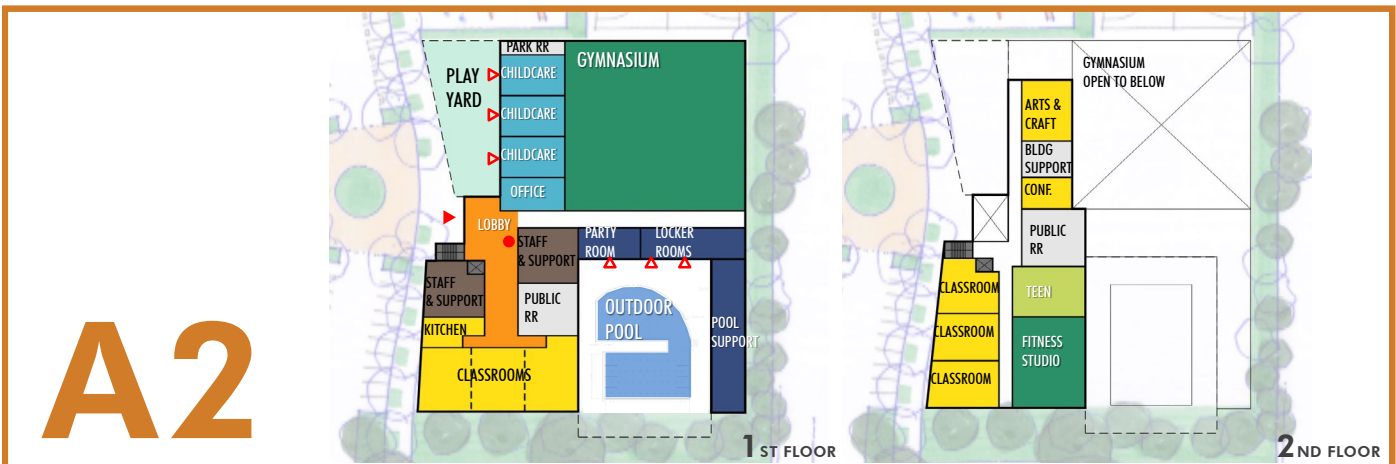 A2
PARK RR
PLAY
YARD
CHILDCARE
CHILDCARE
CHILDCARE
OFFICE
GYMNASIUM
LOBBY
STAFF
& SUPPORT
PARTY
ROOM
LOCKER
ROOMS
STAFF
& SUPPORT
PUBLIC
RR
OUTDOOR
POOL
POOL
SUPPORT
KITCHEN
CLASSROOMS
1ST FLOOR
GYMNASIUM
OPEN TO BELOW
ARTS &
CRAFT
BLDG
SUPPORT
CONF.
PUBLIC
RR
CLASSROOM
TEEN
CLASSROOM
FITNESS
STUDIO
CLASSROOM
2ND FLOOR